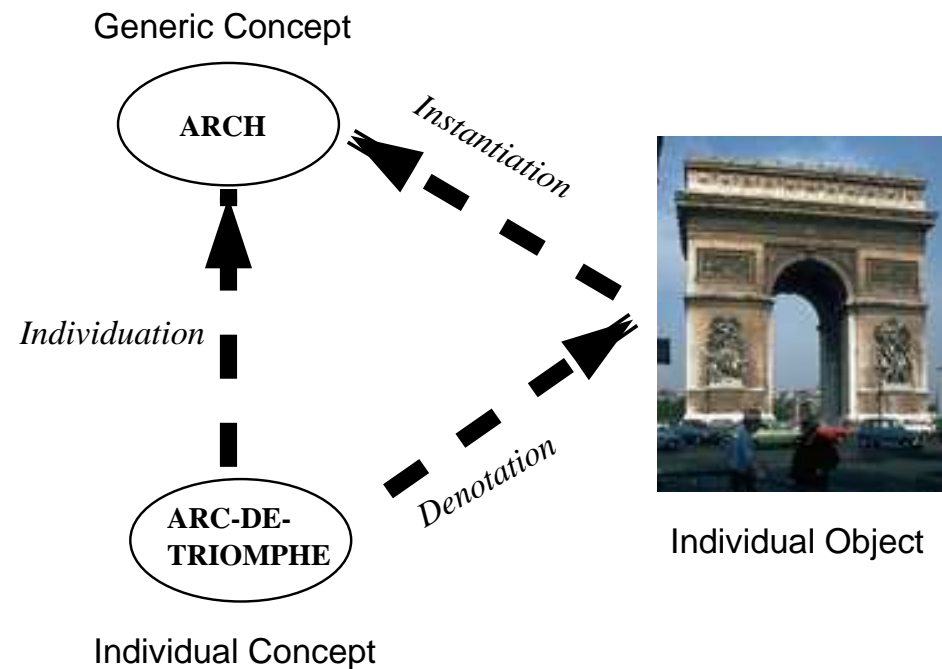 Generic Concept
ARCH
Instantiation
Individuation
Denotation
ARC-DE-
TRIOMPHE
Individual Object
Individual Concept